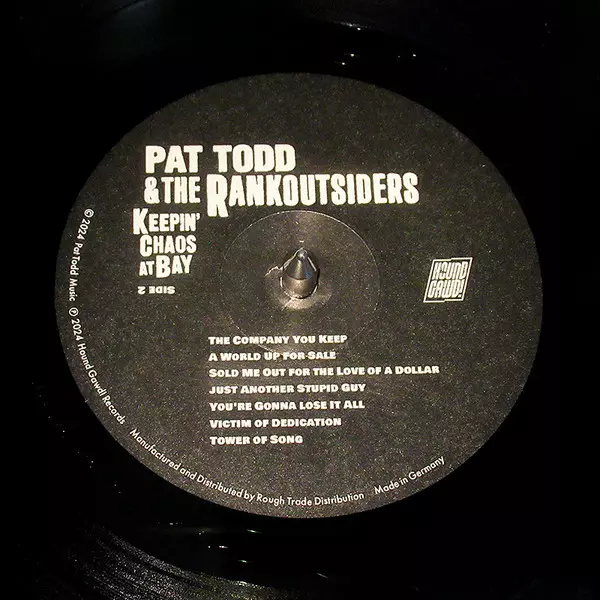 PAT TODD
& THE RANKOUTSIDERS
KEEPIN'
CHAOS
AT BAY
SIDE 2
HOUND
GAWD!
THE COMPANY YOU KEEP
A WORLD UP FOR SALE
SOLD ME OUT FOR THE LOVE OF A DOLLAR
JUST ANOTHER STUPID GUY
YOU'RE GONNA LOSE IT ALL
VICTIM OF DEDICATION
TOWER OF SONG
© 2024 Pat Todd Music ℗ 2024 Hound Gawd! Records Manufactured and Distributed by Rough Trade Distribution Made in Germany